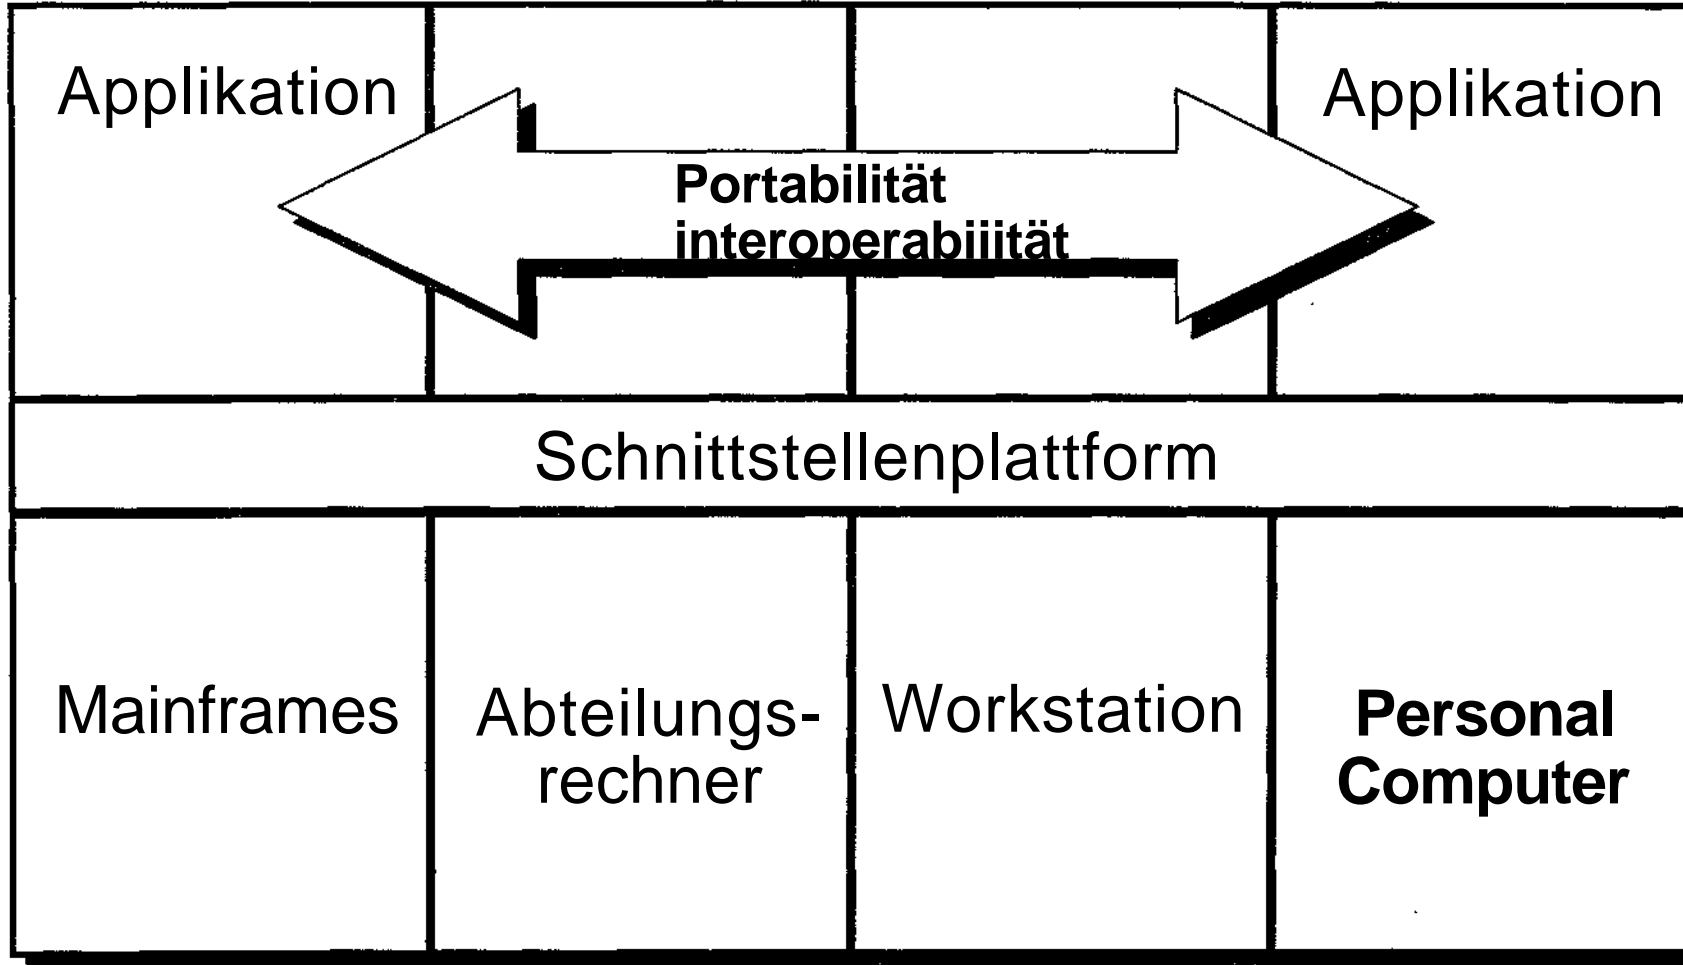 Applikation
Applikation
Portabilität
interoperabiiität
Schnittstellenplattform
Mainframes
Abteilungs-
rechner
Workstation
Personal
Computer